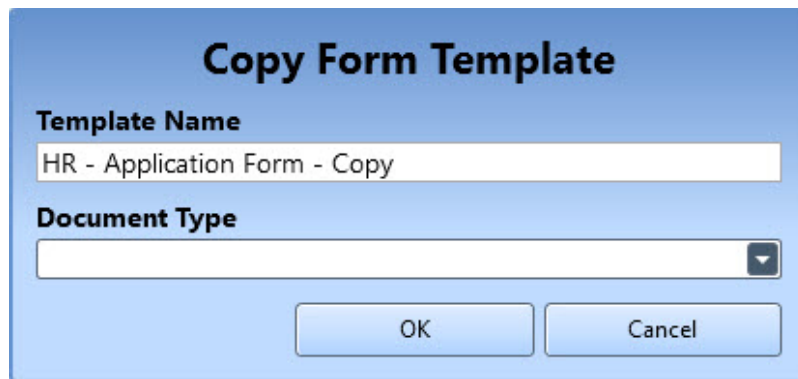 Copy Form Template
Template Name
HR - Application Form - Copy
Document Type
OK
Cancel